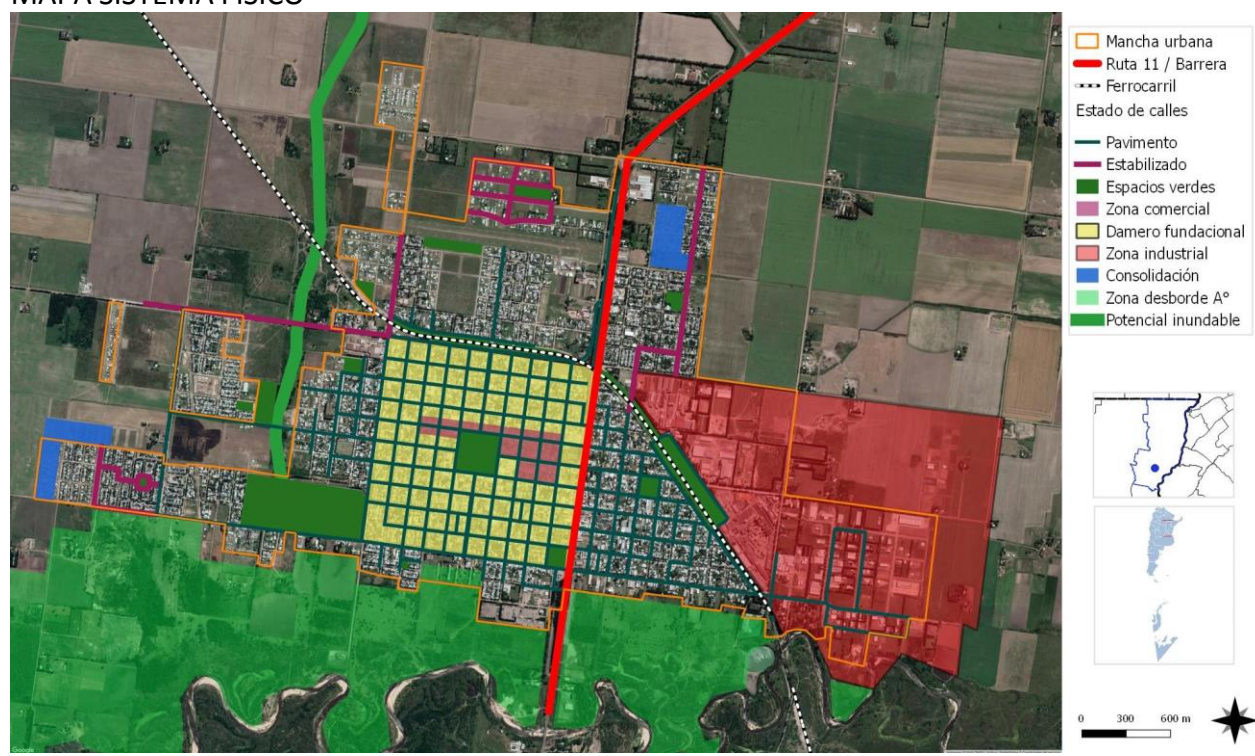 MAPA SISTEMA FISICO
Mancha urbana
Ruta 11 / Barrera
Ferrocarril
Estado de calles
Pavimento
Estabilizado
Espacios verdes
Zona comercial
Damero fundacional
Zona industrial
Consolidación
Zona desborde A°
Potencial inundable
0 300 600 m
Google